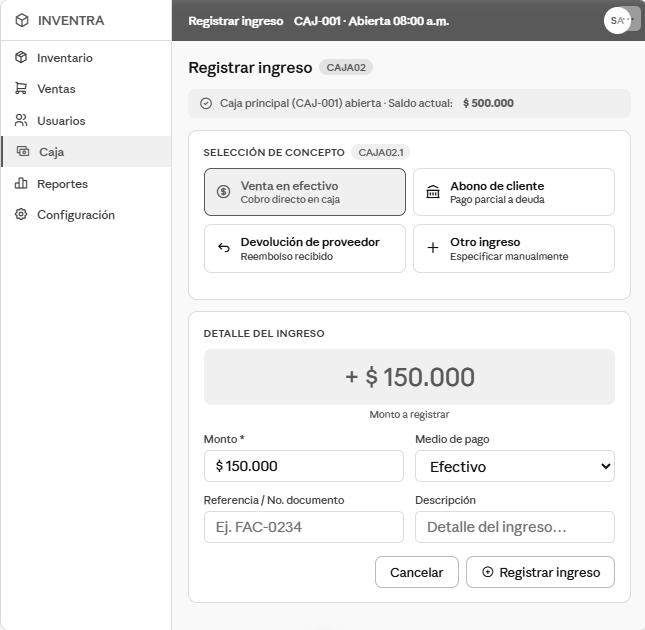 INVENTRA
Inventario
Ventas
Usuarios
Caja
Reportes
Configuración
Registrar ingreso CAJ-001 · Abierta 08:00 a.m.
SA
Registrar ingreso CAJA02
Caja principal (CAJ-001) abierta · Saldo actual: $ 500.000
SELECCIÓN DE CONCEPTO CAJA02.1
Venta en efectivo
Cobro directo en caja
Abono de cliente
Pago parcial a deuda
Devolución de proveedor
Reembolso recibido
Otro ingreso
Especificar manualmente
DETALLE DEL INGRESO
+ $ 150.000
Monto a registrar
Monto *
$ 150.000
Medio de pago
Efectivo
Referencia / No. documento
Ej. FAC-0234
Descripción
Detalle del ingreso...
Cancelar
Registrar ingreso